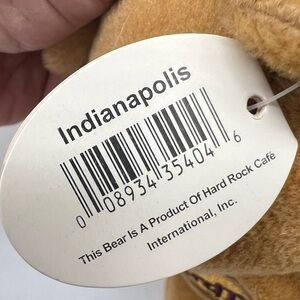 Indianapolis
0 08934 35404 6
This Bear Is A Product Of Hard Rock Café
International, Inc.